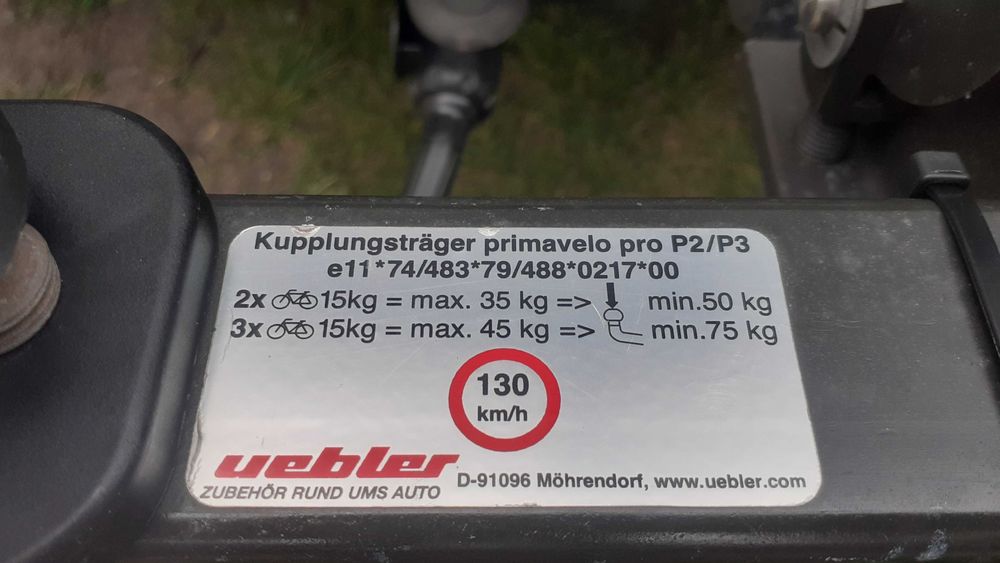 Kupplungsträger primavelo pro P2/P3
e11*74/483*79/488*0217*00
2x 15kg = max. 35 kg => min.50 kg
3x 15kg = max. 45 kg => min.75 kg
130
km/h
uebler
ZUBEHÖR RUND UMS AUTO
D-91096 Möhrendorf, www.uebler.com